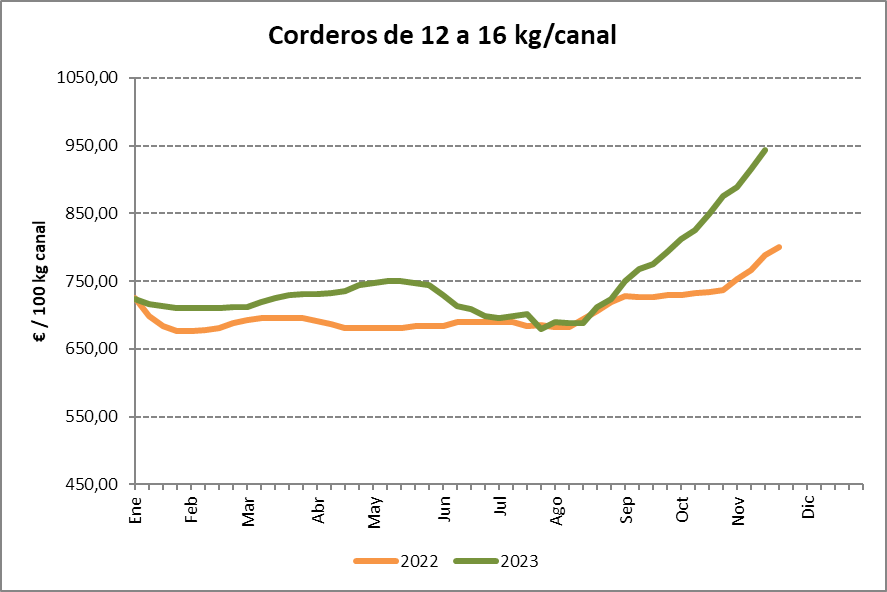 Corderos de 12 a 16 kg/canal
€ / 100 kg canal
1050,00
950,00
850,00
750,00
650,00
550,00
450,00
Ene
Feb
Mar
Abr
May
Jun
Jul
Ago
Sep
Oct
Nov
Dic
2022
2023